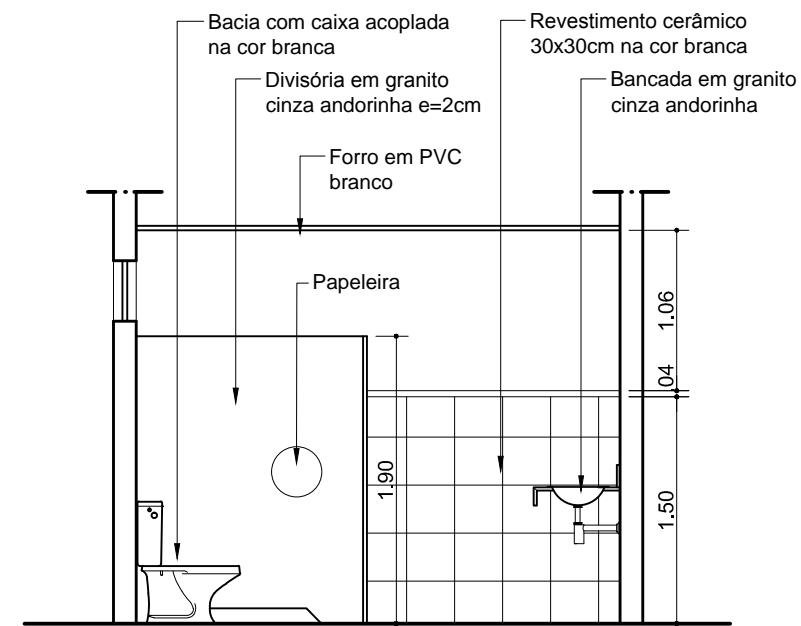 Bacia com caixa acoplada
na cor branca
Revestimento cerâmico
30x30cm na cor branca
Divisória em granito
cinza andorinha e=2cm
Bancada em granito
cinza andorinha
Forro em PVC
branco
Papeleira
1.06
04
1.90
1.50